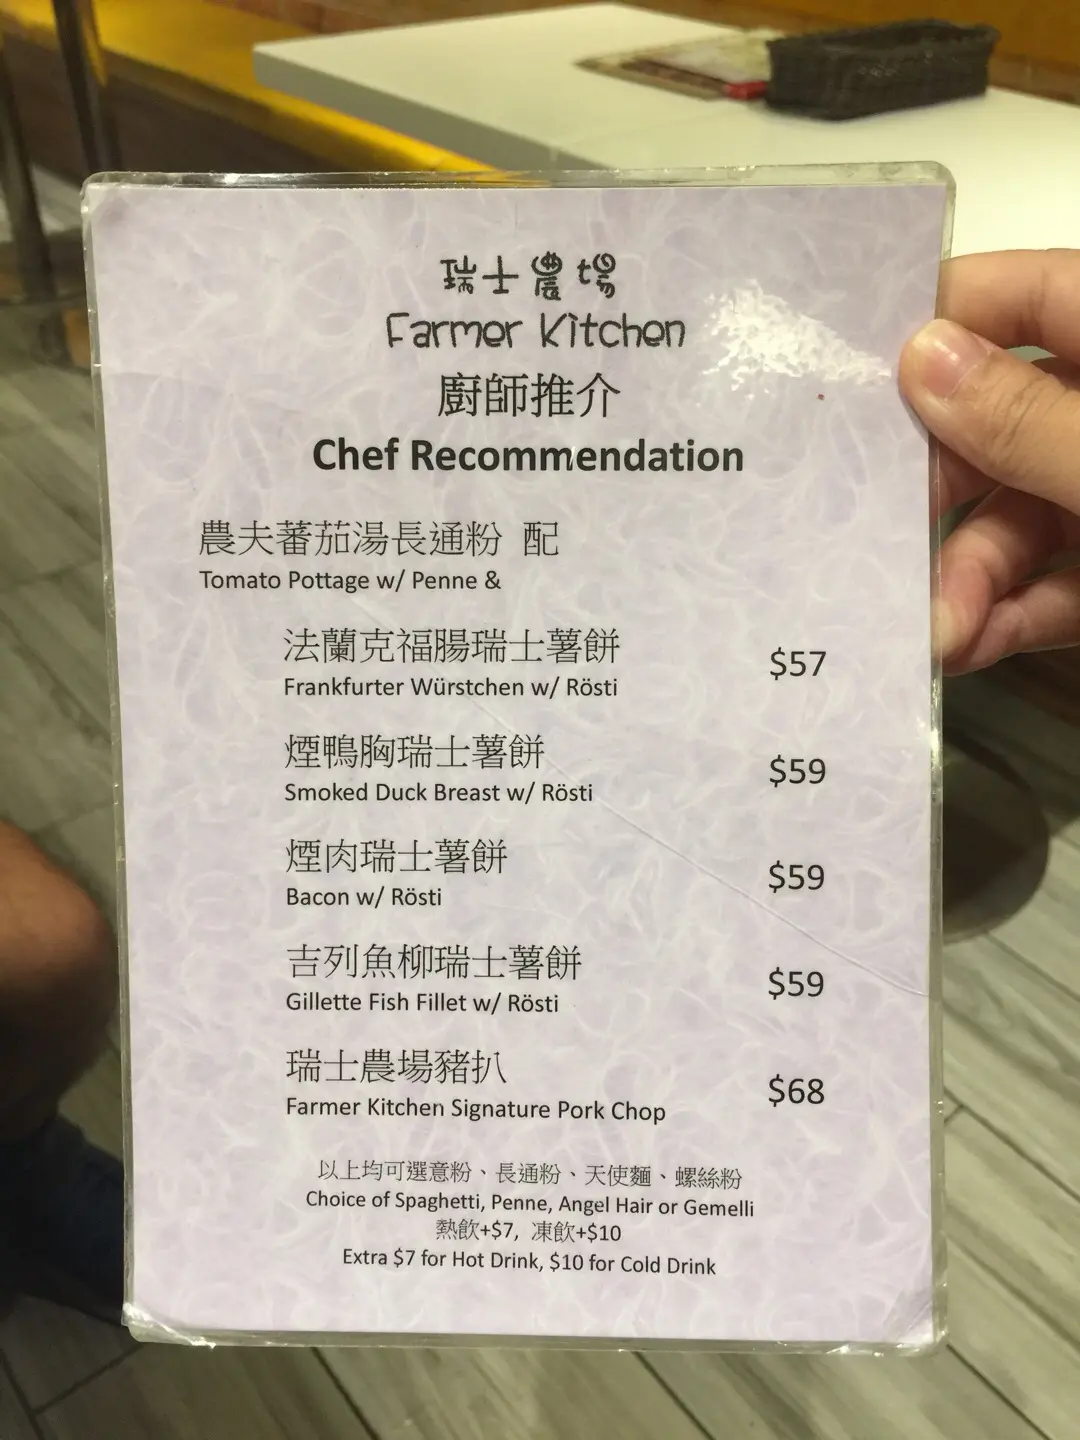 瑞士農場
Farmer Kitchen
廚師推介
Chef Recommendation
農夫蕃茄湯長通粉 配
Tomato Pottage w/ Penne &
法蘭克福腸瑞士薯餅
Frankfurter Würstchen w/ Rösti
$57
煙鴨胸瑞士薯餅
Smoked Duck Breast w/ Rösti
$59
煙肉瑞士薯餅
Bacon w/ Rösti
$59
吉列魚柳瑞士薯餅
Gillette Fish Fillet w/ Rösti
$59
瑞士農場豬扒
Farmer Kitchen Signature Pork Chop
$68
以上均可選意粉、長通粉、天使麵、螺絲粉
Choice of Spaghetti, Penne, Angel Hair or Gemelli
熱飲+$7, 凍飲+$10
Extra $7 for Hot Drink, $10 for Cold Drink